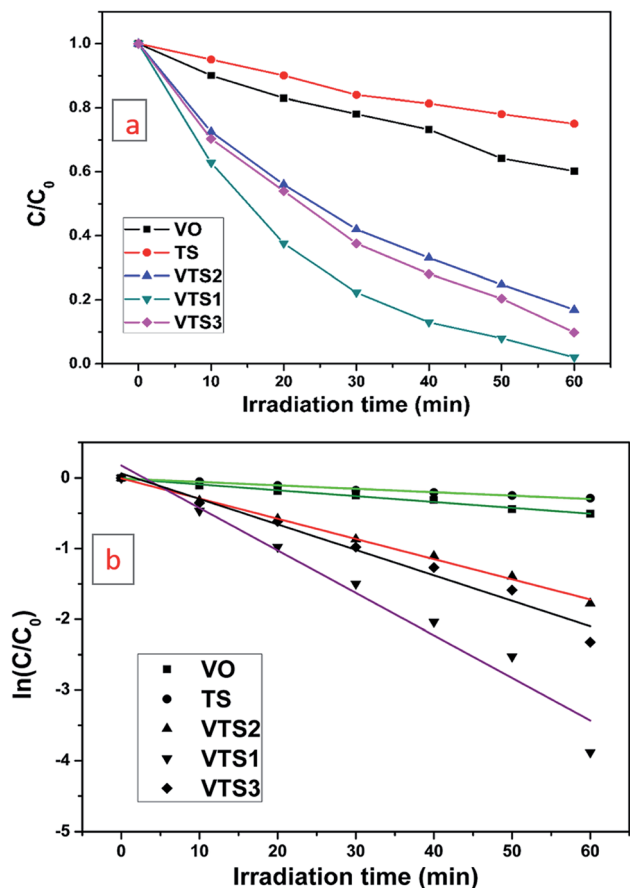 1.0
0.8
0.6
0.4
0.2
0.0
C/C₀
a
VO
TS
VTS2
VTS1
VTS3
0 10 20 30 40 50 60
Irradiation time (min)
0
-1
-2
-3
-4
-5
ln(C/C₀)
b
VO
TS
VTS2
VTS1
VTS3
0 10 20 30 40 50 60
Irradiation time (min)